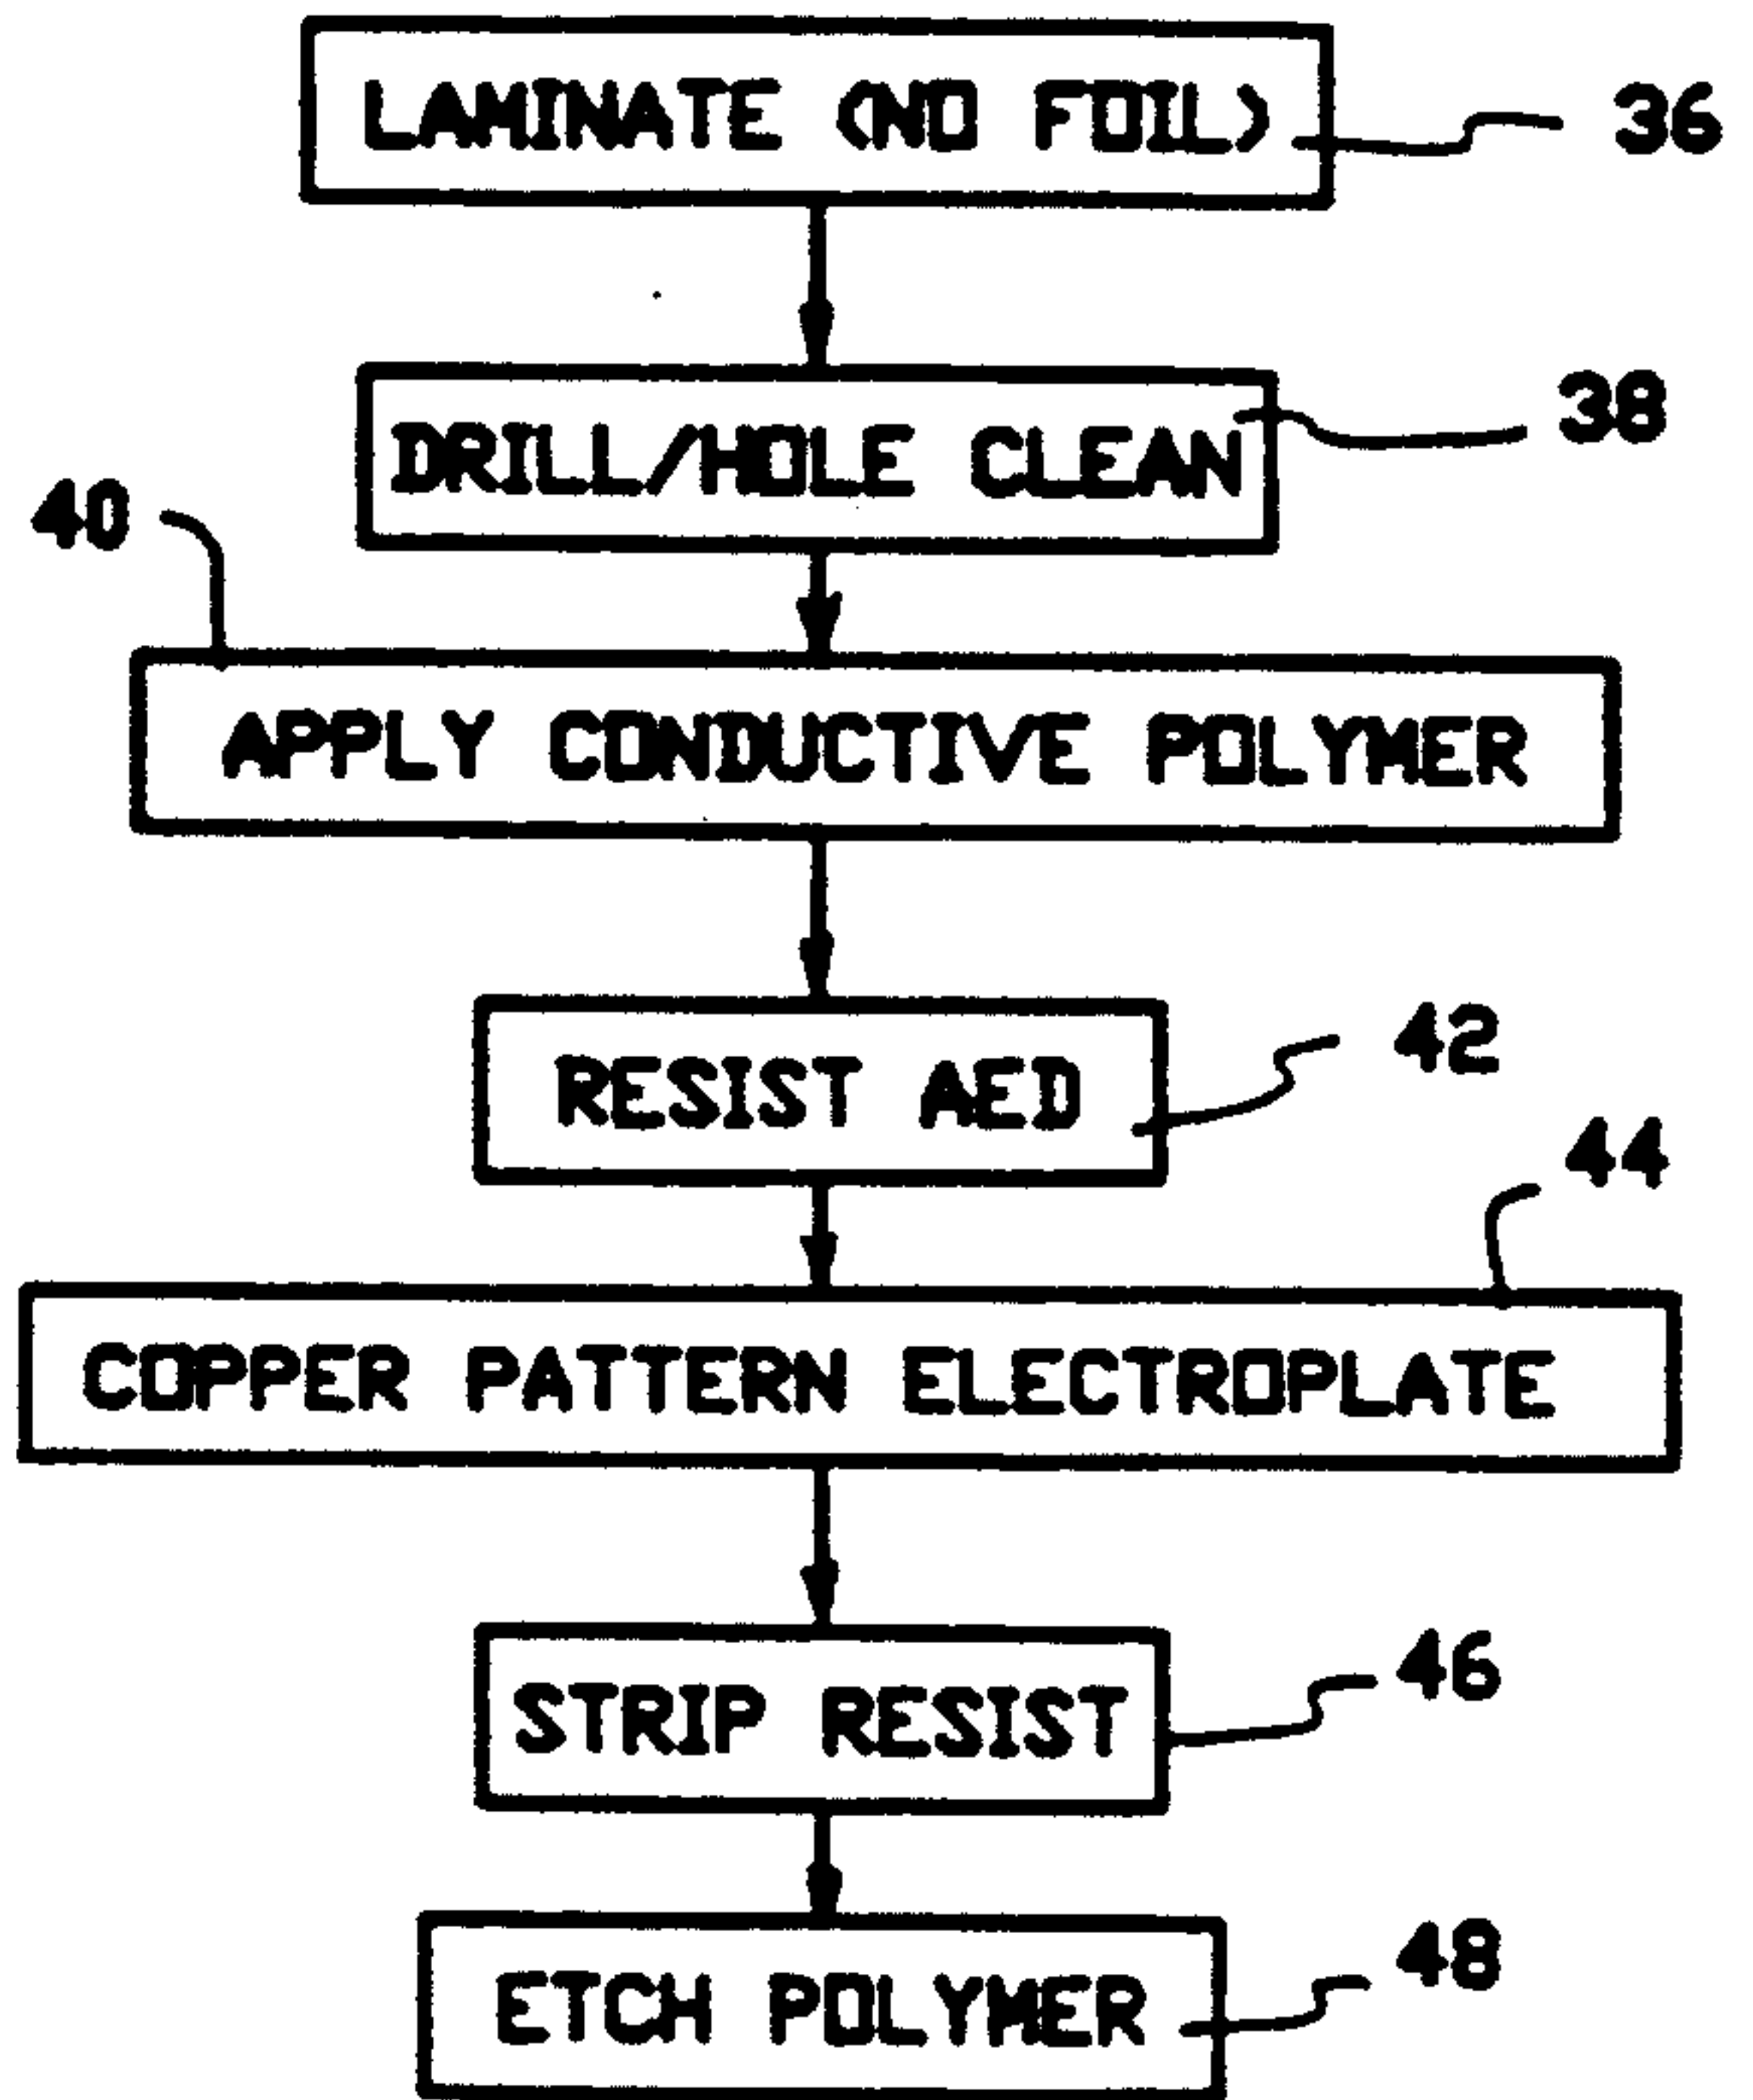 LAMINATE (NO FOIL)
36
DRILL/HOLE CLEAN
38
40
APPLY CONDUCTIVE POLYMER
RESIST AED
42
44
COPPER PATTERN ELECTROPLATE
STRIP RESIST
46
ETCH POLYMER
48